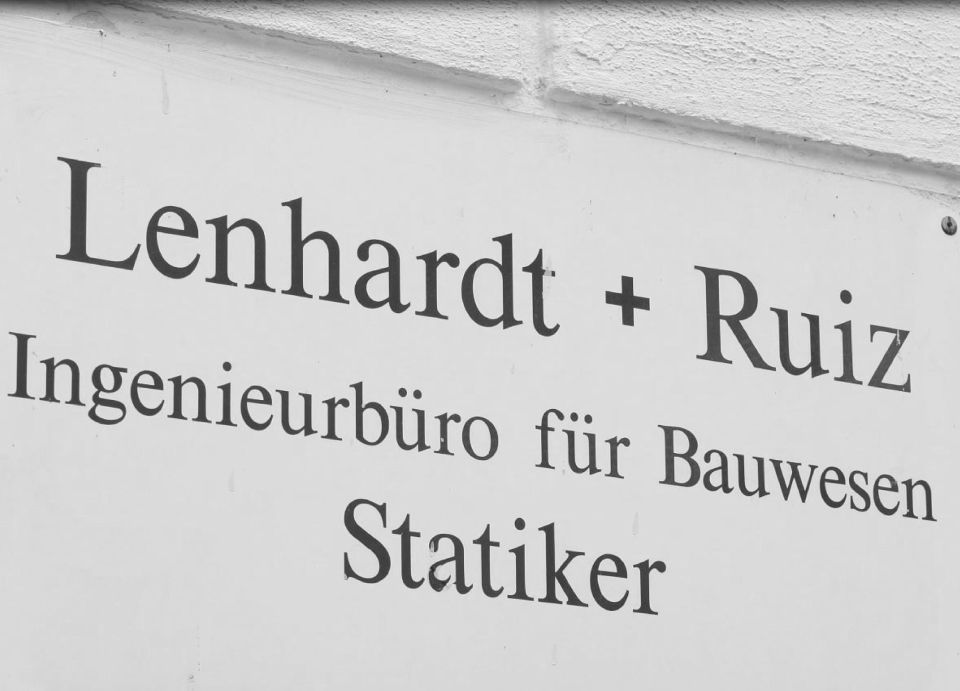 Lenhardt + Ruiz
Ingenieurbüro für Bauwesen
Statiker